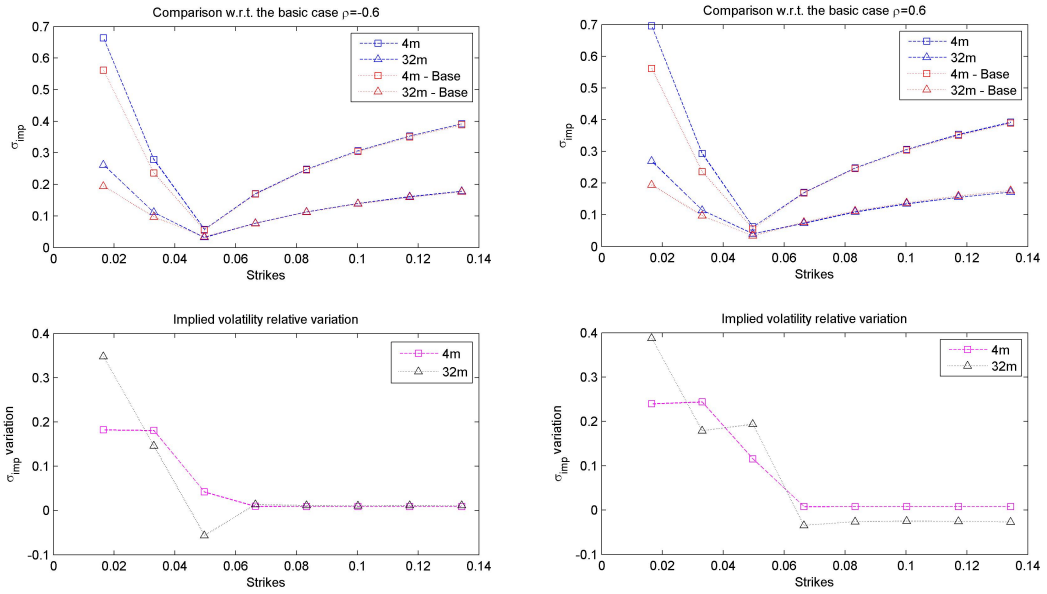 Comparison w.r.t. the basic case ρ=-0.6
0.7
0.6
0.5
0.4
0.3
0.2
0.1
0
σimp
4m
32m
4m - Base
32m - Base
0 0.02 0.04 0.06 0.08 0.1 0.12 0.14
Strikes
Comparison w.r.t. the basic case ρ=0.6
0.7
0.6
0.5
0.4
0.3
0.2
0.1
0
σimp
4m
32m
4m - Base
32m - Base
0 0.02 0.04 0.06 0.08 0.1 0.12 0.14
Strikes
Implied volatility relative variation
0.4
0.3
0.2
0.1
0
-0.1
σimp variation
4m
32m
0 0.02 0.04 0.06 0.08 0.1 0.12 0.14
Strikes
Implied volatility relative variation
0.4
0.3
0.2
0.1
0
-0.1
σimp variation
4m
32m
0 0.02 0.04 0.06 0.08 0.1 0.12 0.14
Strikes